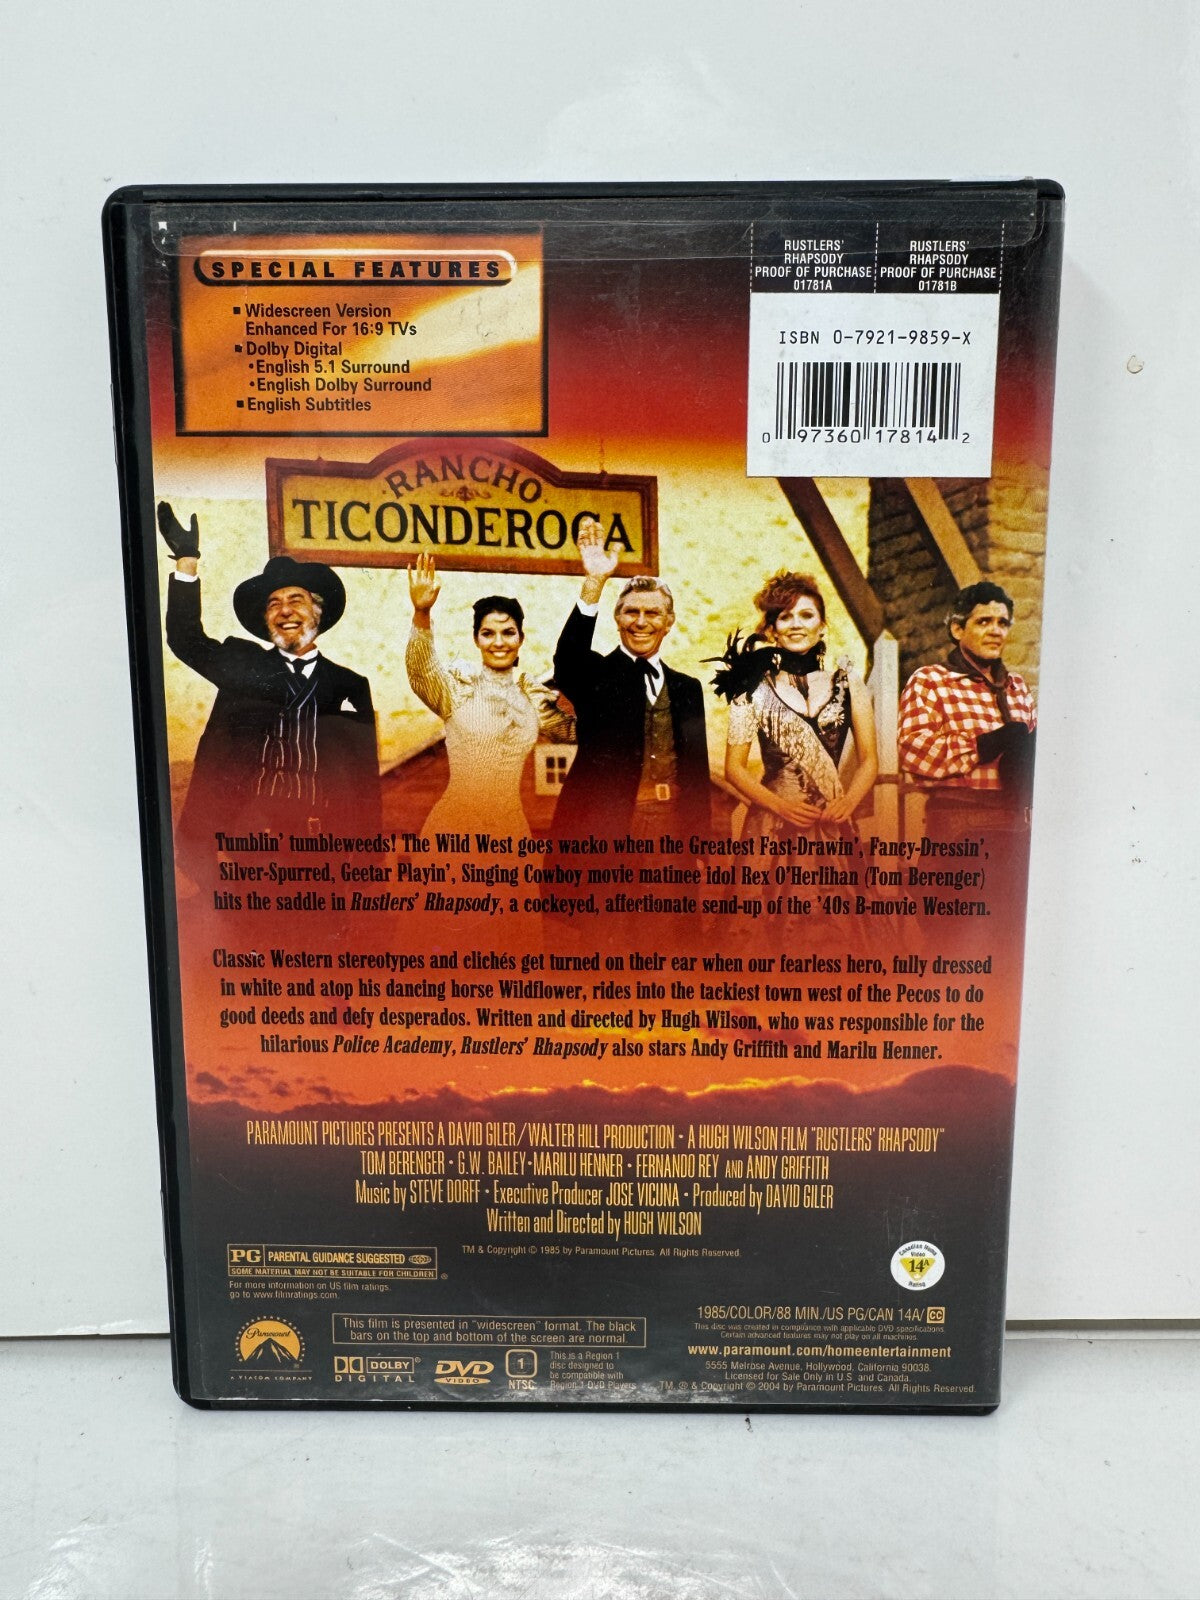 SPECIAL FEATURES
▪ Widescreen Version
Enhanced For 16:9 TVs
▪ Dolby Digital
•English 5.1 Surround
•English Dolby Surround
▪ English Subtitles
RUSTLERS'
RHAPSODY
PROOF OF PURCHASE
01781A
RUSTLERS'
RHAPSODY
PROOF OF PURCHASE
01781B
ISBN 0-7921-9859-X
0 97360 17814 2
RANCHO
TICONDEROGA
Tumblin' tumbleweeds! The Wild West goes wacko when the Greatest Fast-Drawin', Fancy-Dressin',
Silver-Spurred, Geetar Playin', Singing Cowboy movie matinee idol Rex O'Herlihan (Tom Berenger)
hits the saddle in Rustlers' Rhapsody, a cockeyed, affectionate send-up of the '40s B-movie Western.
Classic Western stereotypes and clichés get turned on their ear when our fearless hero, fully dressed
in white and atop his dancing horse Wildflower, rides into the tackiest town west of the Pecos to do
good deeds and defy desperados. Written and directed by Hugh Wilson, who was responsible for the
hilarious Police Academy, Rustlers' Rhapsody also stars Andy Griffith and Marilu Henner.
PARAMOUNT PICTURES PRESENTS A DAVID GILER/WALTER HILL PRODUCTION • A HUGH WILSON FILM "RUSTLERS' RHAPSODY"
TOM BERENGER • G.W. BAILEY • MARILU HENNER • FERNANDO REY AND ANDY GRIFFITH
Music by STEVE DORFF • Executive Producer JOSE VICUNA • Produced by DAVID GILER
Written and Directed by HUGH WILSON
TM & Copyright © 1985 by Paramount Pictures. All Rights Reserved.
PG PARENTAL GUIDANCE SUGGESTED
SOME MATERIAL MAY NOT BE SUITABLE FOR CHILDREN ®
For more information on US film ratings,
go to www.filmratings.com.
Canadian Home
Video
14A
Rating
Paramount
A VIACOM COMPANY
This film is presented in "widescreen" format. The black
bars on the top and bottom of the screen are normal.
DOLBY
DIGITAL
DVD
VIDEO
1
NTSC
This is a Region 1
disc designed to
be compatible with
Region 1 DVD Players
1985/COLOR/88 MIN./US PG/CAN 14A/ CC
This disc was created in compliance with applicable DVD specifications.
Certain advanced features may not play on all machines.
www.paramount.com/homeentertainment
5555 Melrose Avenue, Hollywood, California 90038.
Licensed for Sale Only in U.S. and Canada.
TM, ® & Copyright © 2004 by Paramount Pictures. All Rights Reserved.